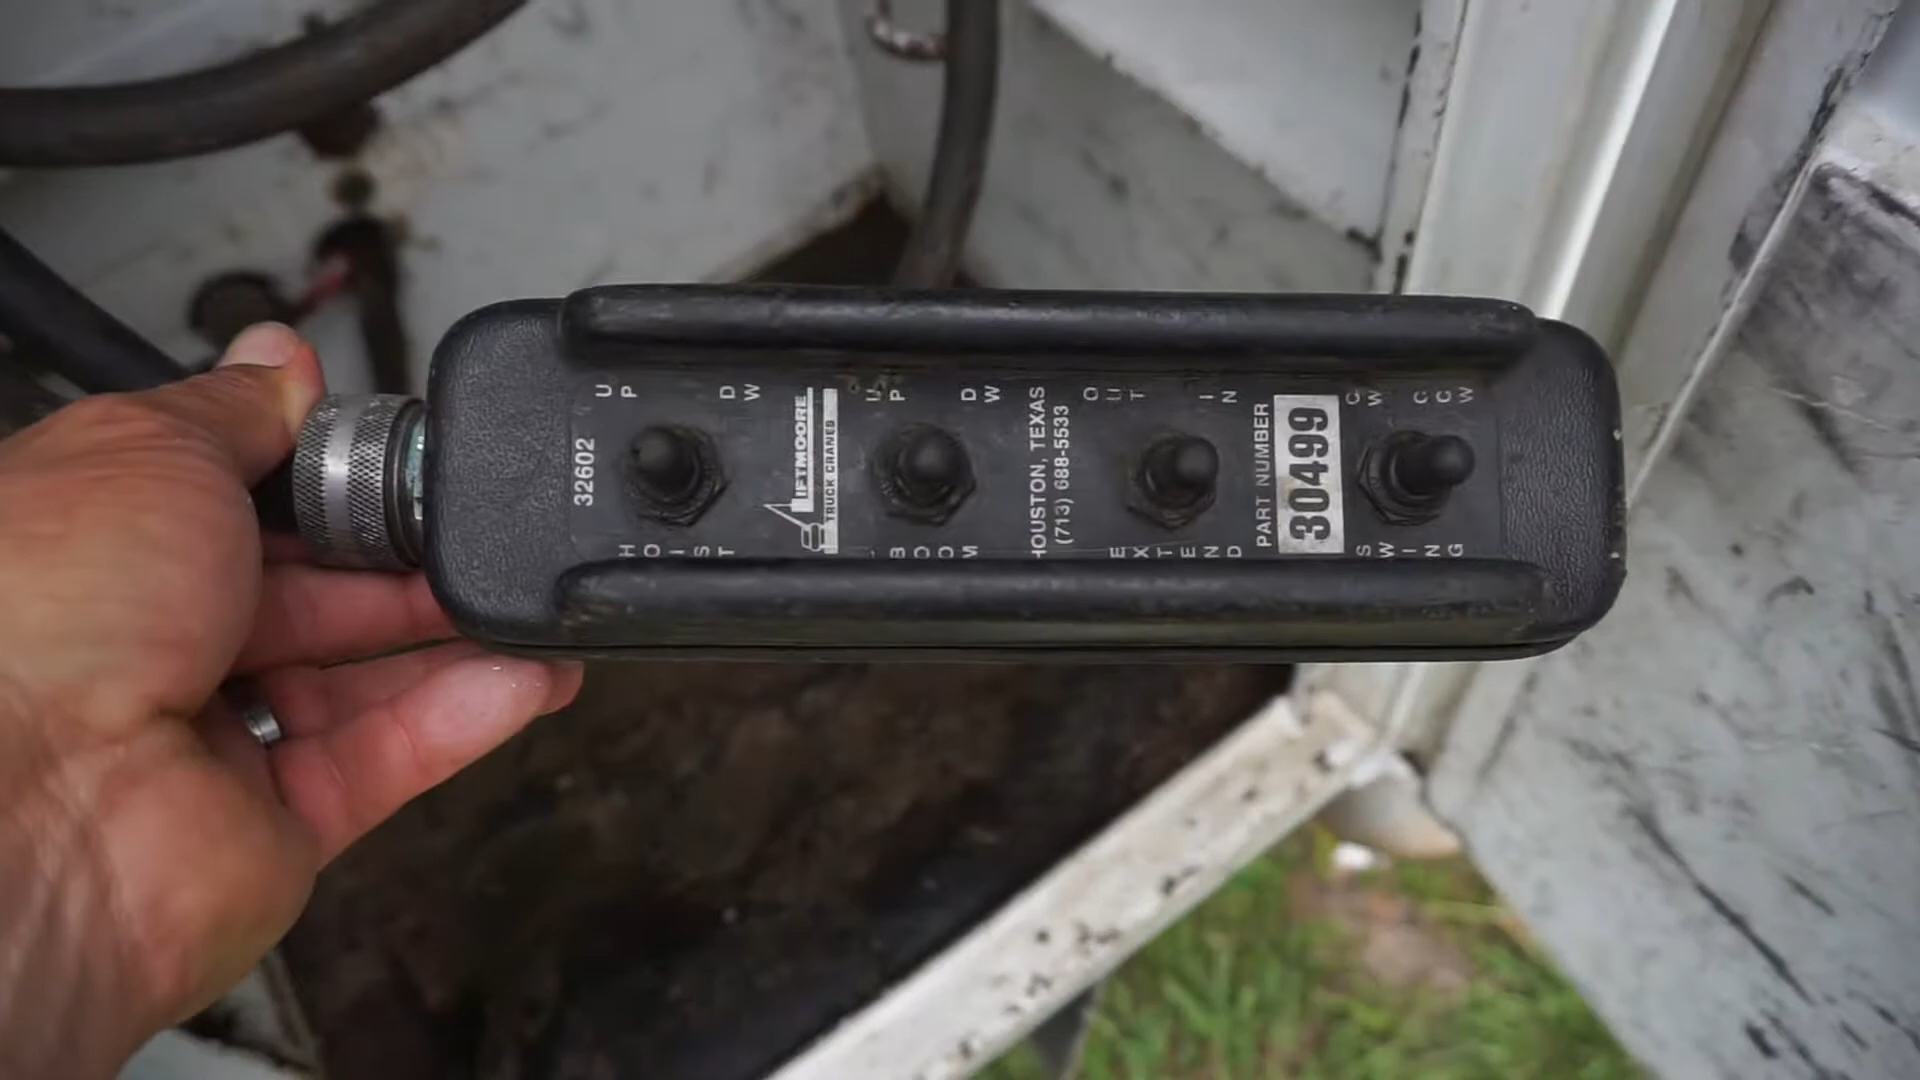 UP
DW
UP
DW
OUT
IN
CW
CCW
32602
LIFTMOORE
TRUCK CRANES
HOUSTON, TEXAS
(713) 688-5533
PART NUMBER
30499
HOIST
BOOM
EXTEND
SWING